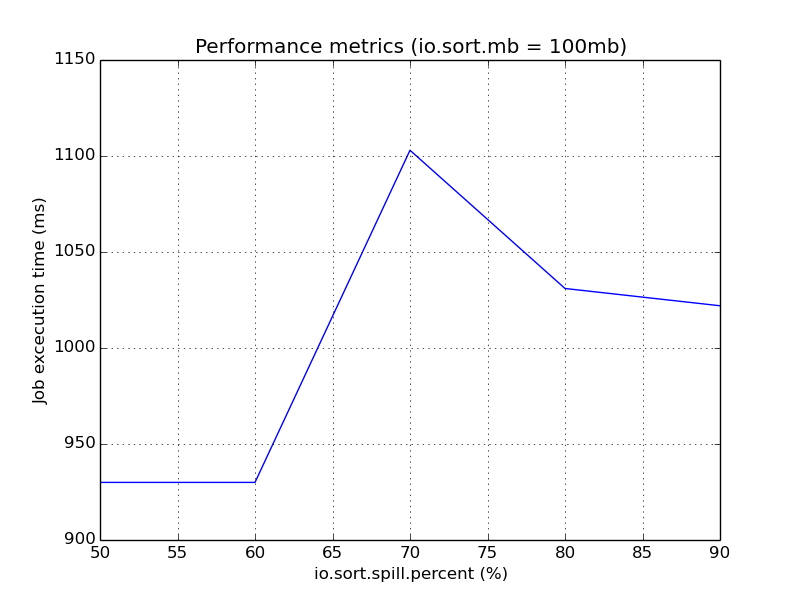 Performance metrics (io.sort.mb = 100mb)
1150
1100
1050
1000
950
900
Job excecution time (ms)
50 55 60 65 70 75 80 85 90
io.sort.spill.percent (%)